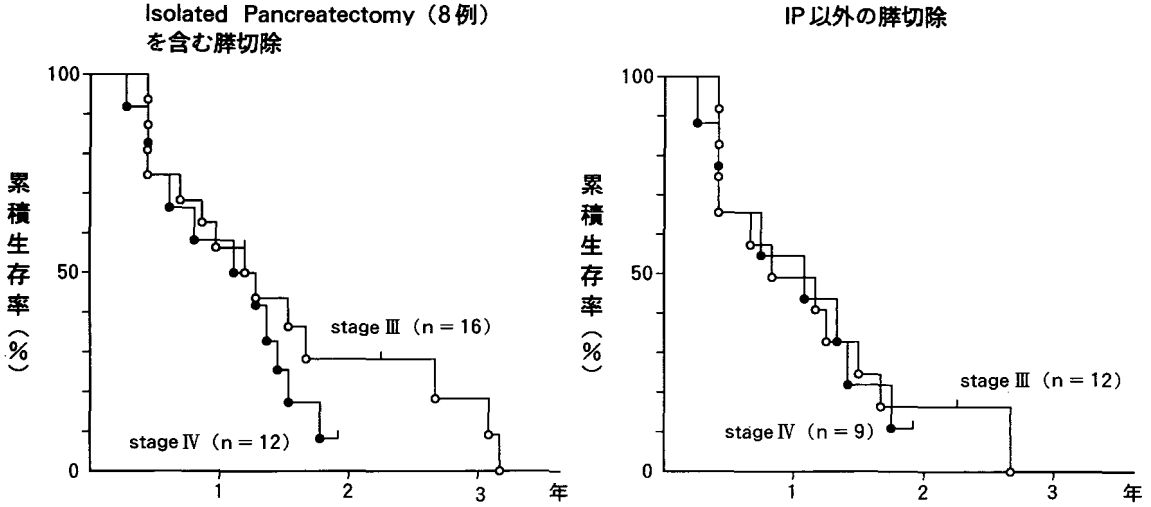 Isolated Pancreatectomy（8例）
を含む膵切除
100
50
0
累積生存率（%）
1
2
3
年
stage Ⅲ（n = 16）
stage Ⅳ（n = 12）
IP以外の膵切除
100
50
0
累積生存率（%）
1
2
3
年
stage Ⅲ（n = 12）
stage Ⅳ（n = 9）